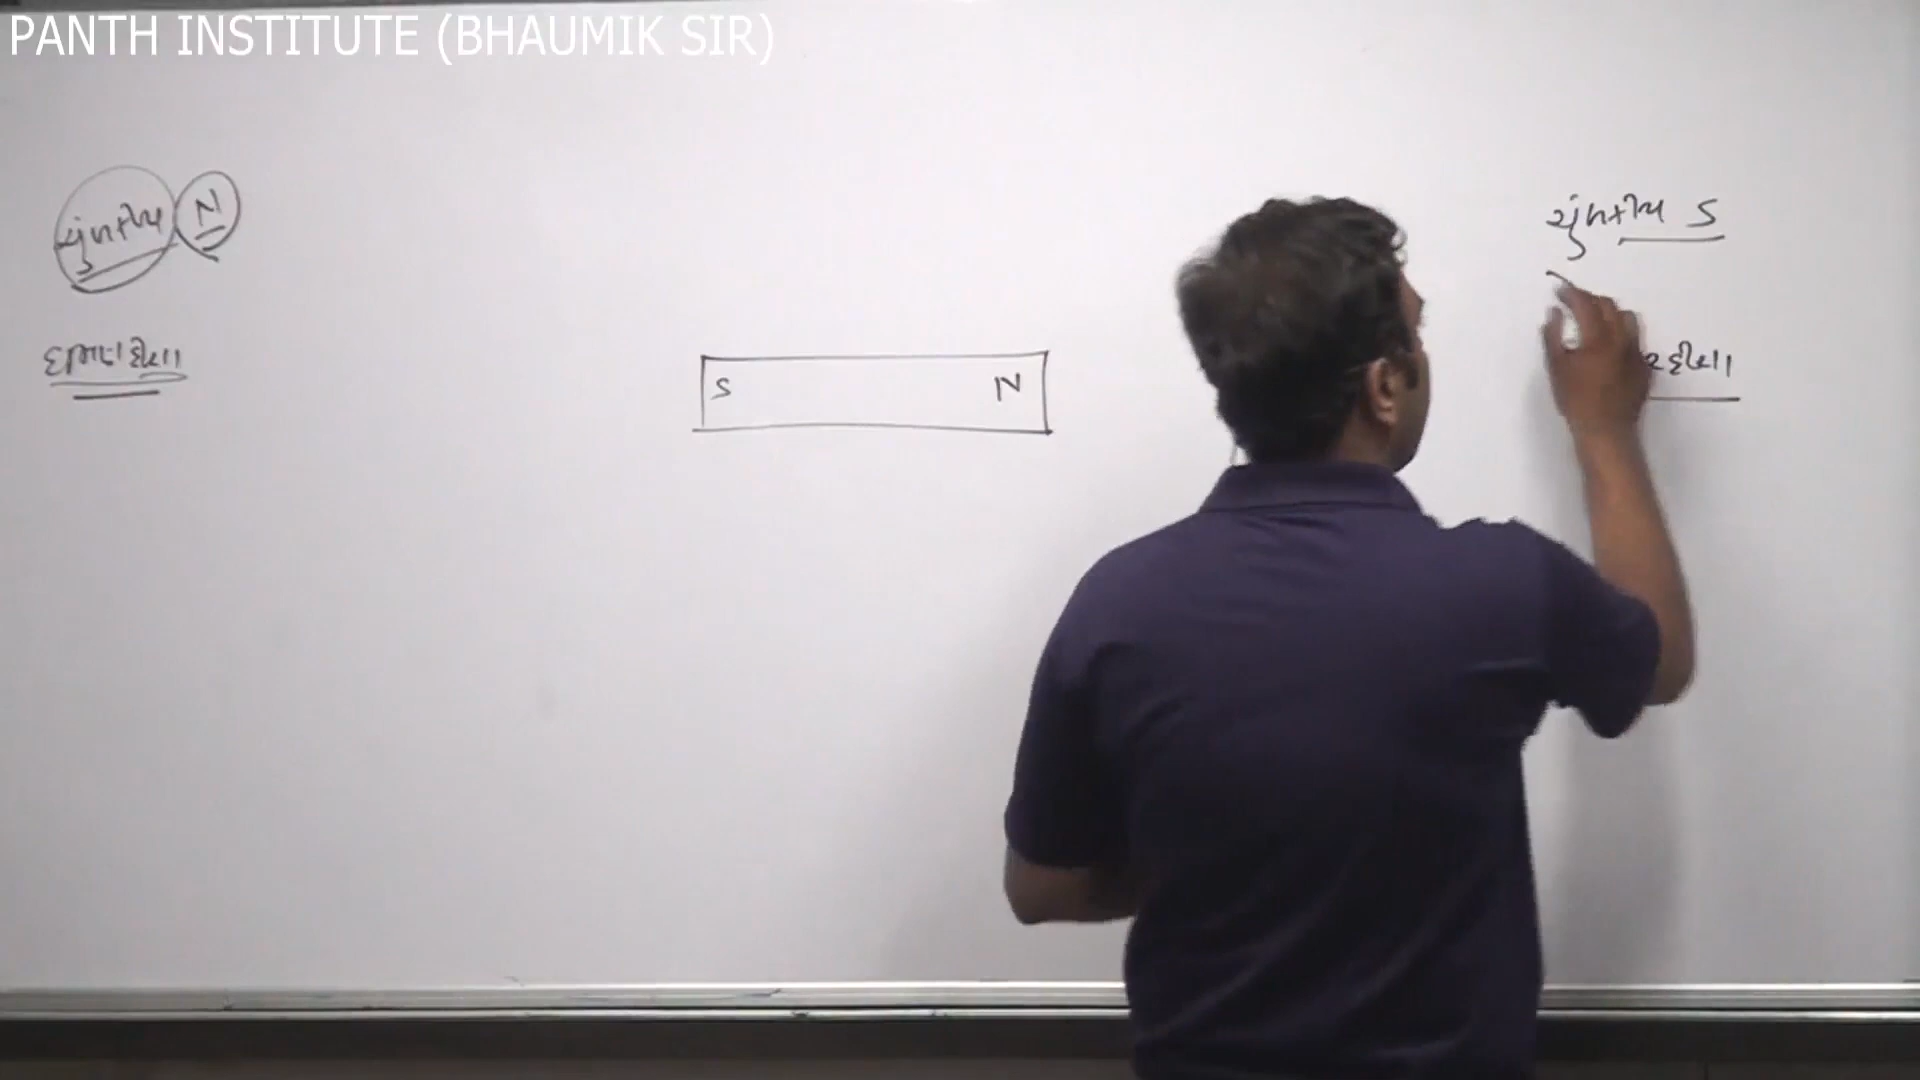 PANTH INSTITUTE (BHAUMIK SIR)
ચુંબકીય N
દક્ષિણ દિશા
S N
ચુંબકીય S
દિશા